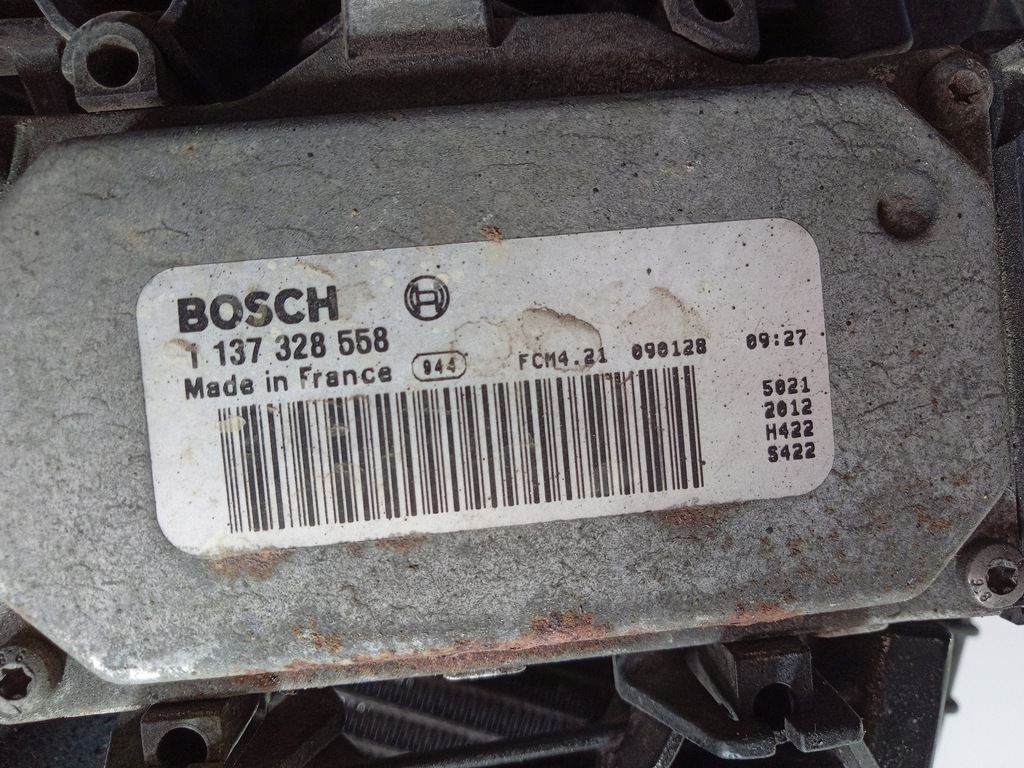 BOSCH
1 137 328 558
Made in France 944 FCM4.21 090128 09:27
5021
2012
H422
S422